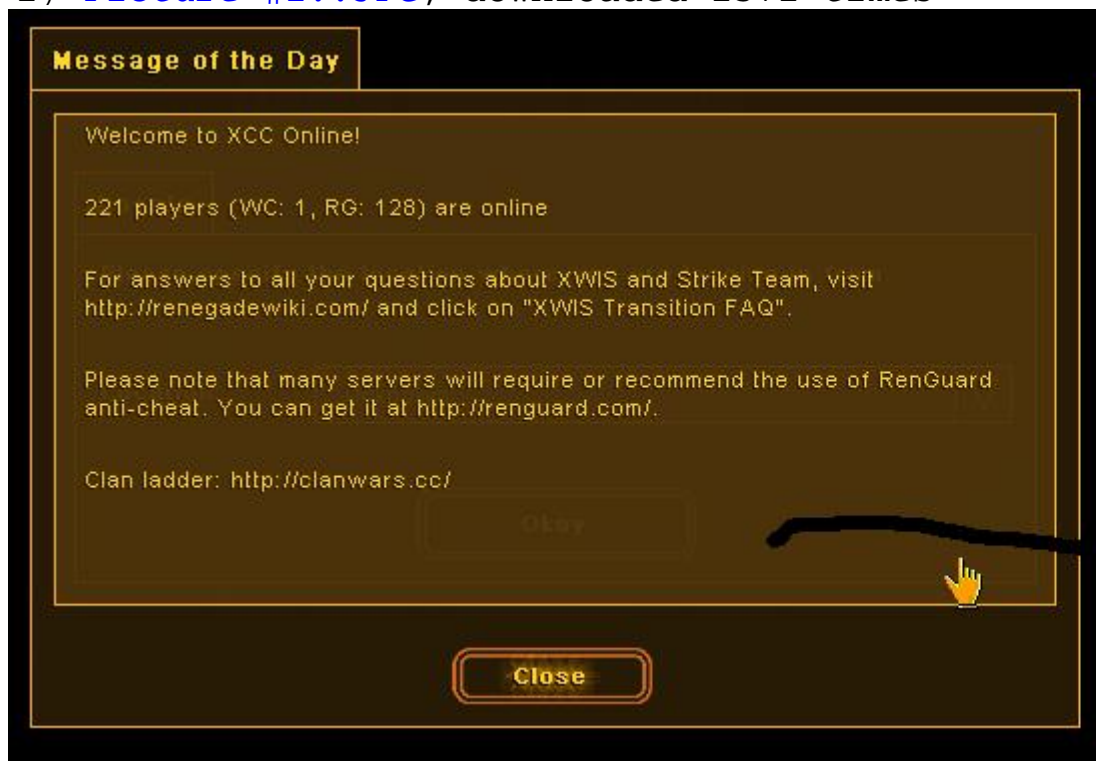 Message of the Day
Welcome to XCC Online!
221 players (WC: 1, RG: 128) are online
For answers to all your questions about XWIS and Strike Team, visit
http://renegadewiki.com/ and click on "XWIS Transition FAQ".
Please note that many servers will require or recommend the use of RenGuard
anti-cheat. You can get it at http://renguard.com/.
Clan ladder: http://clanwars.cc/
Okay
Close